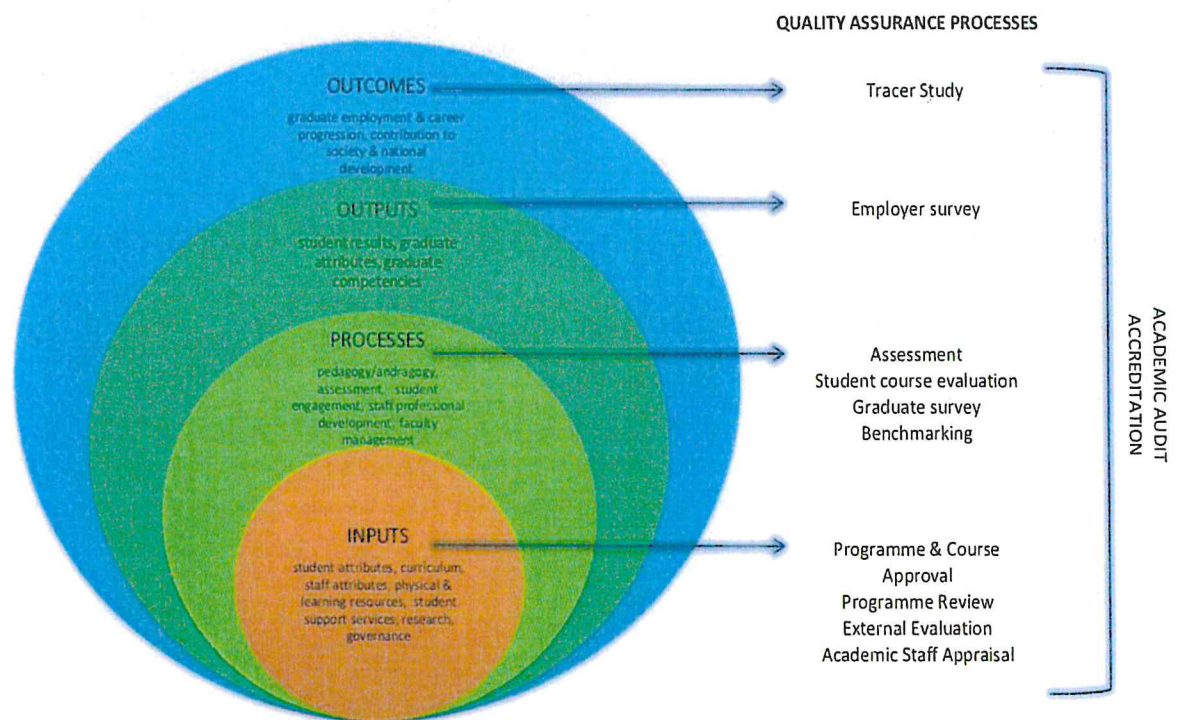 QUALITY ASSURANCE PROCESSES
OUTCOMES
graduate employment & career
progression, contribution to
society & national
development
Tracer Study
OUTPUTS
student results, graduate
attributes, graduate
competencies
Employer survey
PROCESSES
pedagogy/andragogy,
assessment, student
engagement, staff professional
development, faculty
management
Assessment
Student course evaluation
Graduate survey
Benchmarking
INPUTS
student attributes, curriculum,
staff attributes, physical &
learning resources, student
support services, research,
governance
Programme & Course
Approval
Programme Review
External Evaluation
Academic Staff Appraisal
ACADEMIC AUDIT
ACCREDITATION